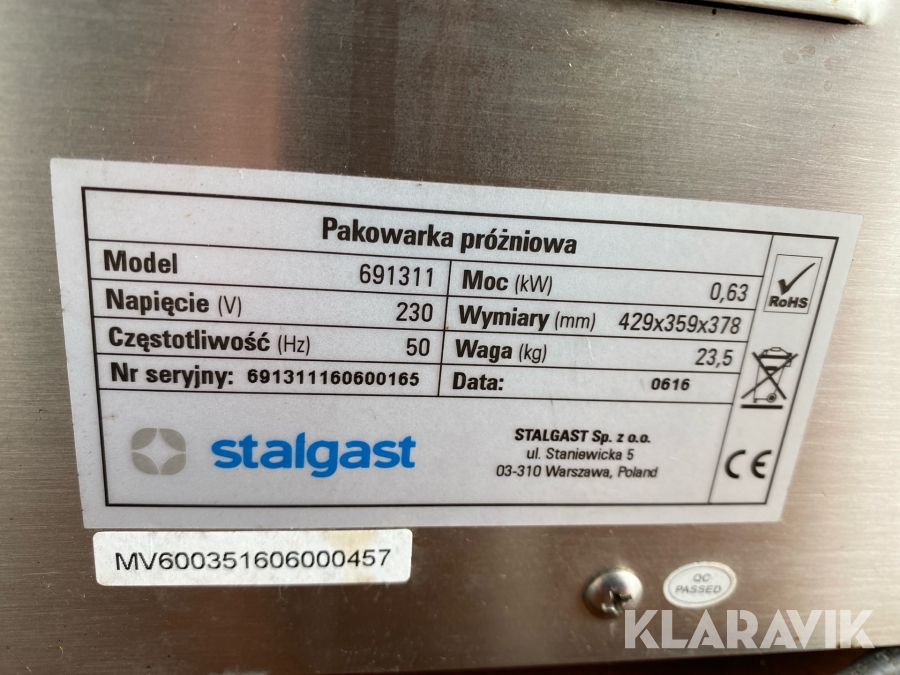 Pakowarka próżniowa
Model 691311
Moc (kW) 0,63
Napięcie (V) 230
Wymiary (mm) 429x359x378
Częstotliwość (Hz) 50
Waga (kg) 23,5
Nr seryjny: 691311160600165
Data: 0616
RoHS
stalgast
STALGAST Sp. z o.o.
ul. Staniewicka 5
03-310 Warszawa, Poland
CE
MV600351606000457
QC
PASSED
KLARAVIK